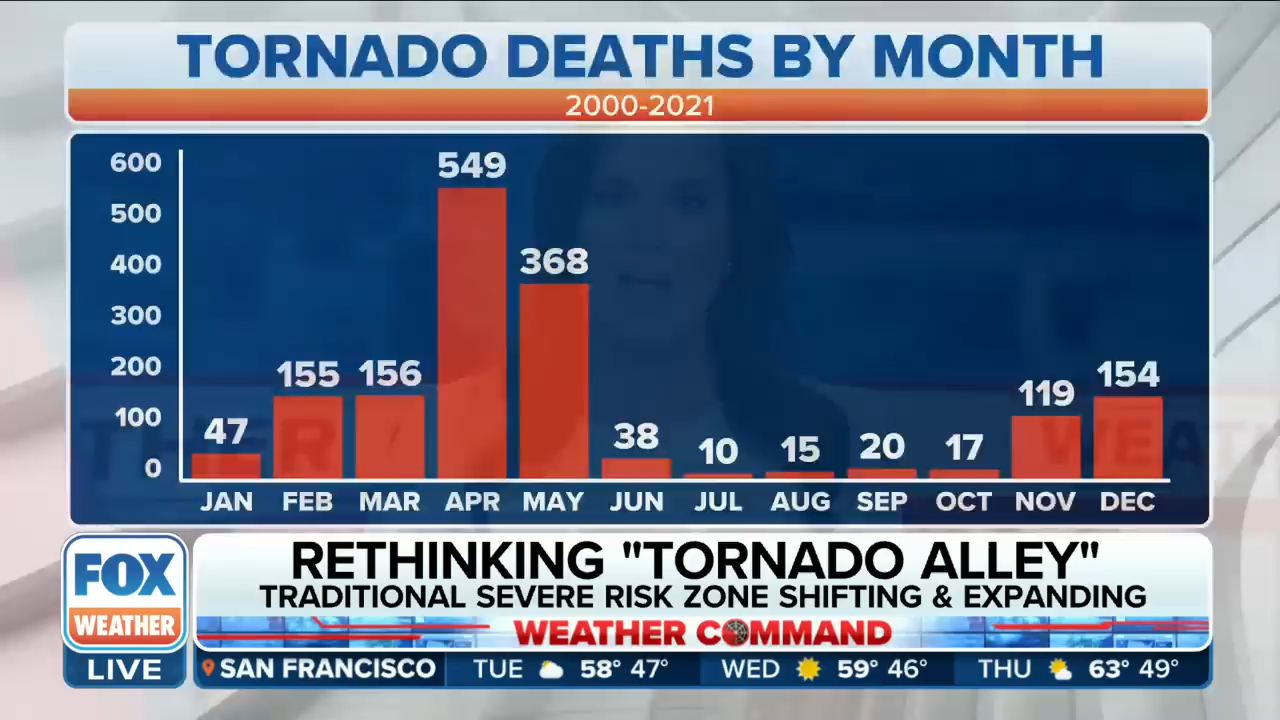 TORNADO DEATHS BY MONTH
2000-2021
600
500
400
300
200
100
0
47
155
156
549
368
38
10
15
20
17
119
154
JAN FEB MAR APR MAY JUN JUL AUG SEP OCT NOV DEC
RETHINKING "TORNADO ALLEY"
TRADITIONAL SEVERE RISK ZONE SHIFTING & EXPANDING
WEATHER COMMAND
FOX
WEATHER
LIVE
SAN FRANCISCO TUE 58° 47° WED 59° 46° THU 63° 49°